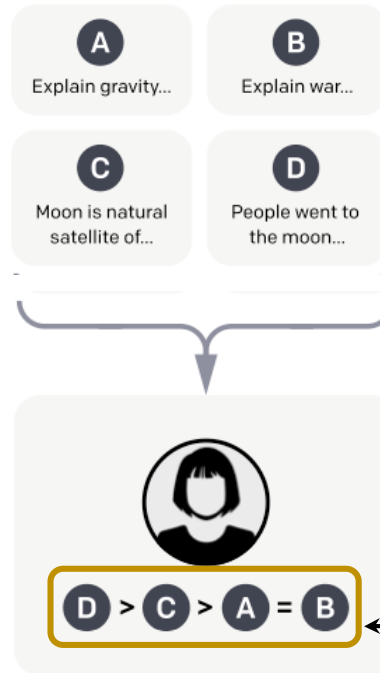 A
Explain gravity...
B
Explain war...
C
Moon is natural
satellite of...
D
People went to
the moon...
D > C > A = B